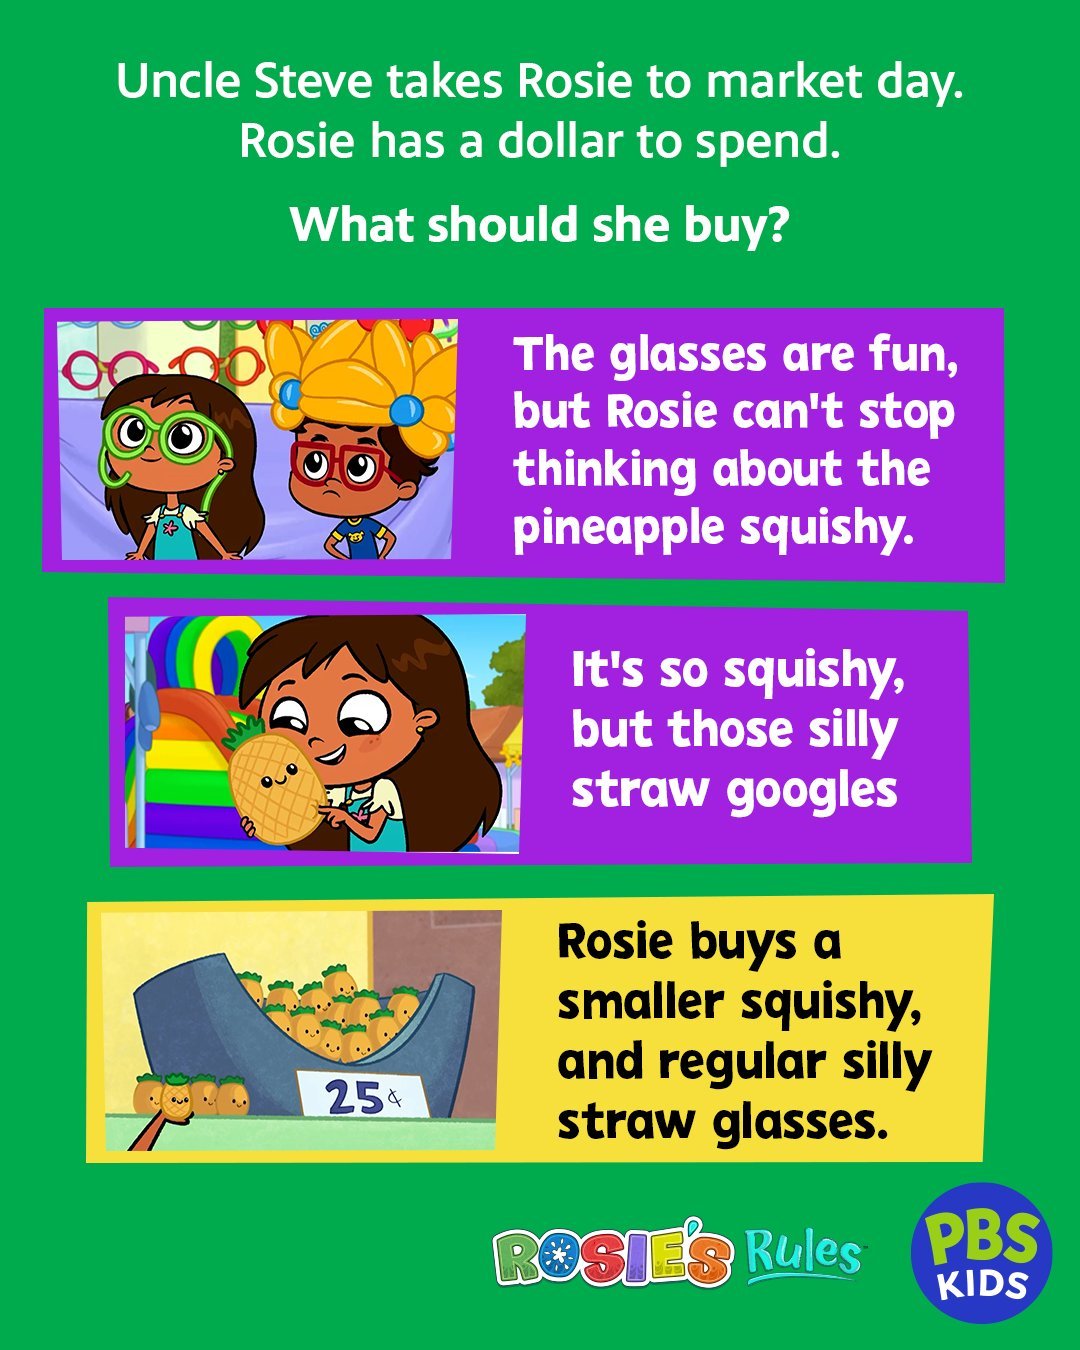 Uncle Steve takes Rosie to market day.
Rosie has a dollar to spend.
What should she buy?
The glasses are fun,
but Rosie can't stop
thinking about the
pineapple squishy.
It's so squishy,
but those silly
straw googles
Rosie buys a
smaller squishy,
and regular silly
straw glasses.
25¢
ROSIE'S Rules
PBS
KIDS